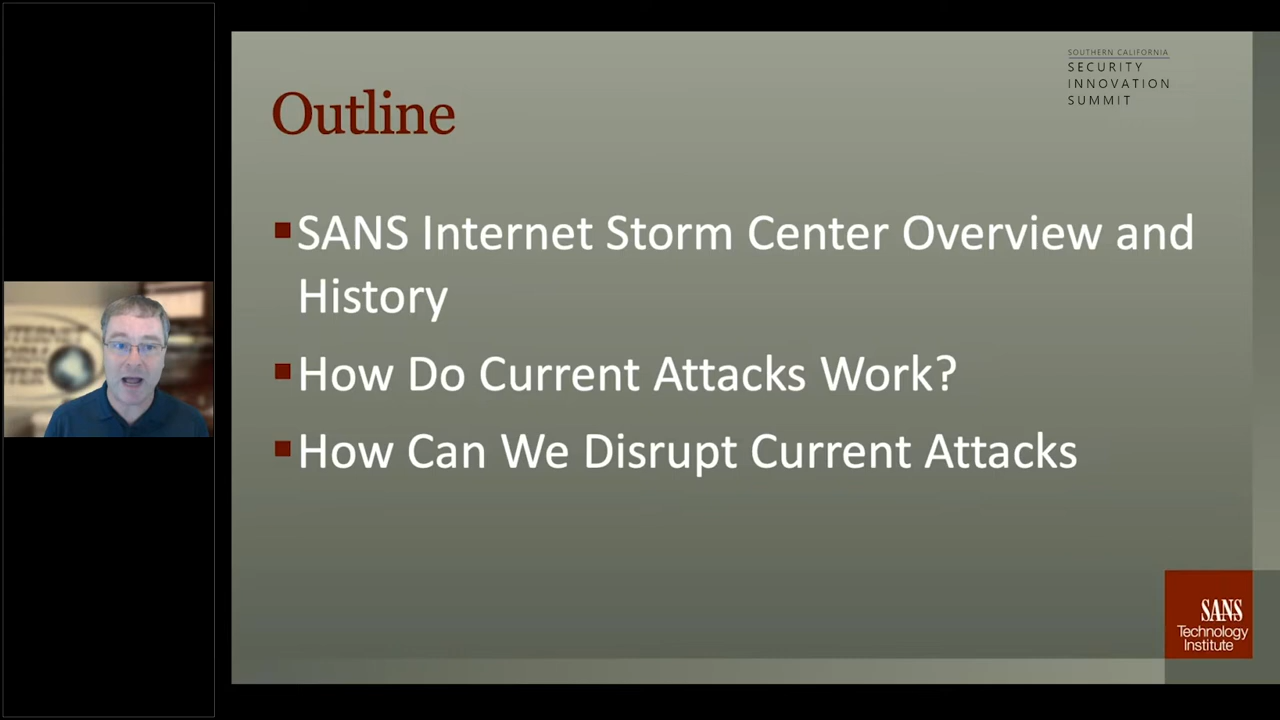 SOUTHERN CALIFORNIA
SECURITY
INNOVATION
SUMMIT
Outline
SANS Internet Storm Center Overview and
History
How Do Current Attacks Work?
How Can We Disrupt Current Attacks
SANS
Technology
Institute